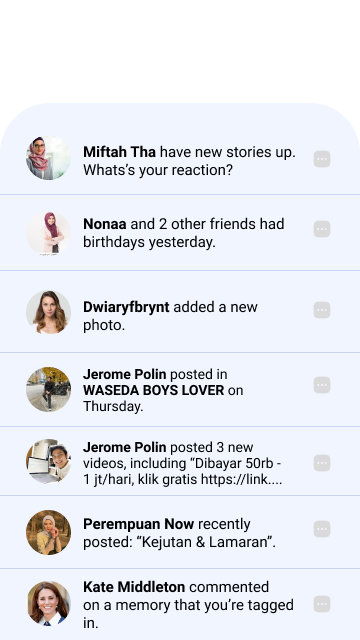 Miftah Tha have new stories up.
Whats’s your reaction?
Nonaa and 2 other friends had
birthdays yesterday.
Dwiaryfbrynt added a new
photo.
Jerome Polin posted in
WASEDA BOYS LOVER on
Thursday.
Jerome Polin posted 3 new
videos, including “Dibayar 50rb -
1 jt/hari, klik gratis https://link....
Perempuan Now recently
posted: “Kejutan & Lamaran”.
Kate Middleton commented
on a memory that you’re tagged
in.